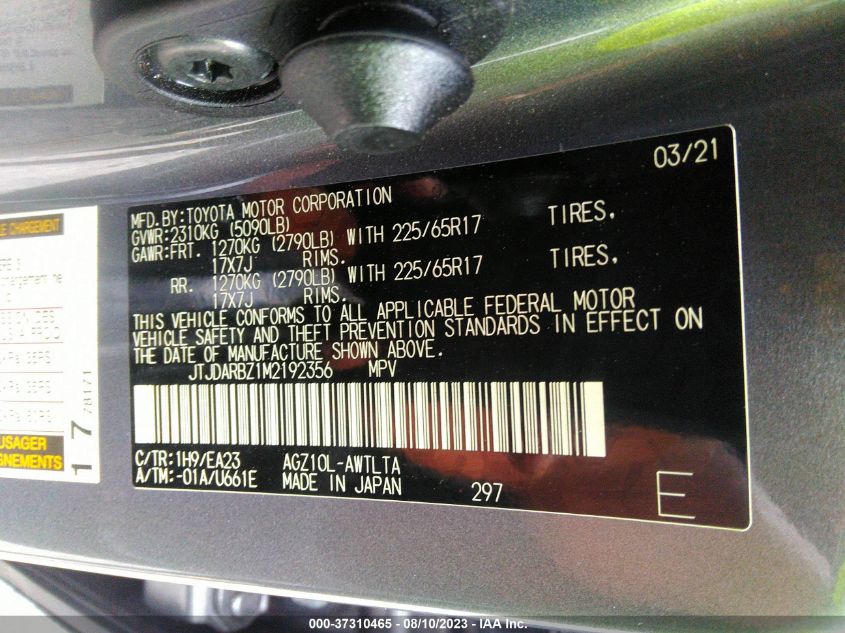 03/21
MFD. BY:TOYOTA MOTOR CORPORATION
GVWR:2310KG (5090LB)
GAWR:FRT. 1270KG (2790LB) WITH 225/65R17 TIRES.
17X7J RIMS.
RR. 1270KG (2790LB) WITH 225/65R17 TIRES.
17X7J RIMS.
THIS VEHICLE CONFORMS TO ALL APPLICABLE FEDERAL MOTOR
VEHICLE SAFETY AND THEFT PREVENTION STANDARDS IN EFFECT ON
THE DATE OF MANUFACTURE SHOWN ABOVE.
JTJDARBZ1M2192356 MPV
C/TR:1H9/EA23 AGZ10L-AWTLTA
A/TM:-01A/U661E MADE IN JAPAN 297
E
CHARGEMENT
USAGER
GNEMENTS
17
78171
000-37310465 - 08/10/2023 - IAA Inc.